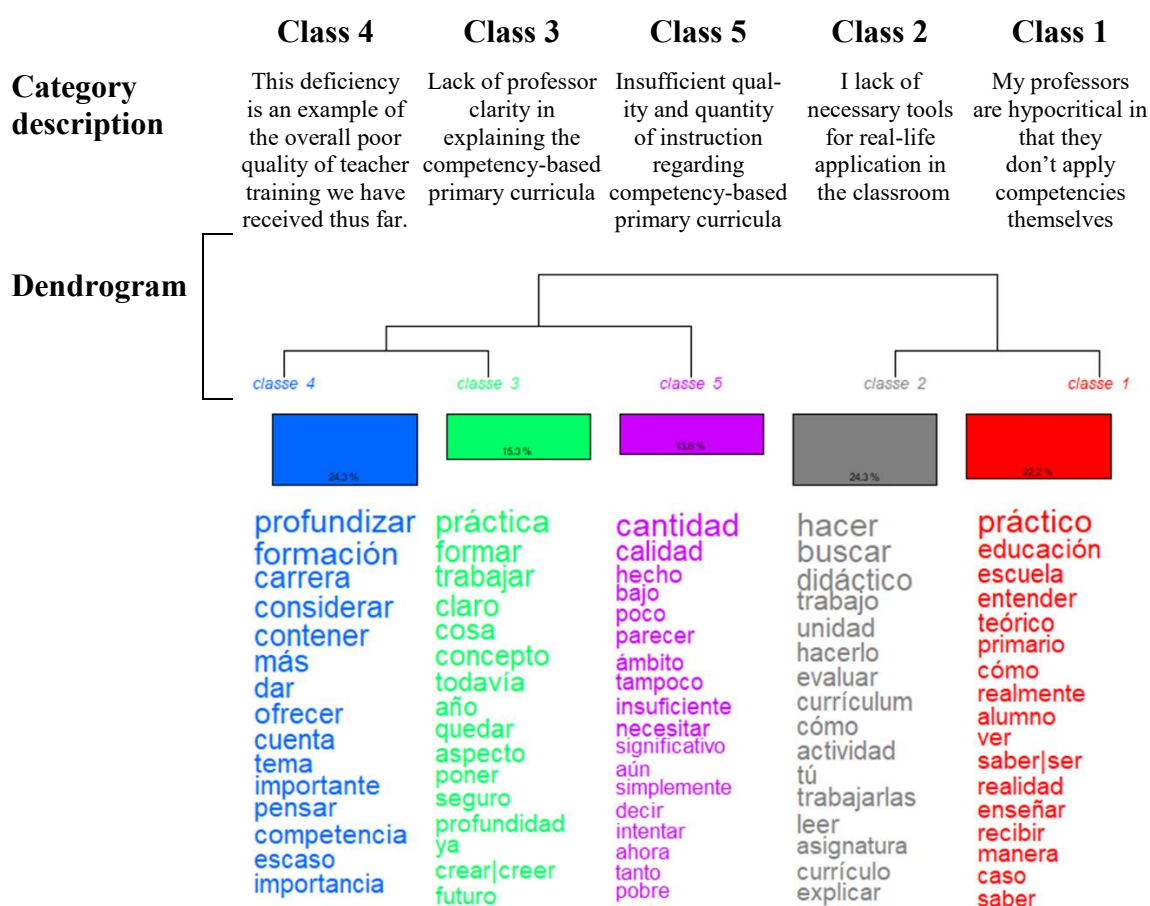 Class 4
Class 3
Class 5
Class 2
Class 1
Category
description
This deficiency
is an example of
the overall poor
quality of teacher
training we have
received thus far.
Lack of professor
clarity in
explaining the
competency-based
primary curricula
Insufficient qual-
ity and quantity
of instruction
regarding
competency-based
primary curricula
I lack of
necessary tools
for real-life
application in
the classroom
My professors
are hypocritical in
that they
don't apply
competencies
themselves
Dendrogram
classe 4
classe 3
classe 5
classe 2
classe 1
24.3 %
15.3 %
13.8 %
24.3 %
22.2 %
profundizar
formación
carrera
considerar
contener
más
dar
ofrecer
cuenta
tema
importante
pensar
competencia
escaso
importancia
práctica
formar
trabajar
claro
cosa
concepto
todavía
año
quedar
aspecto
poner
seguro
profundidad
ya
crear|creer
futuro
cantidad
calidad
hecho
bajo
poco
parecer
ámbito
tampoco
insuficiente
necesitar
significativo
aún
simplemente
decir
intentar
ahora
tanto
pobre
hacer
buscar
didáctico
trabajo
unidad
hacerlo
evaluar
currículum
cómo
actividad
tú
trabajarlas
leer
asignatura
currículo
explicar
práctico
educación
escuela
entender
teórico
primario
cómo
realmente
alumno
ver
saber|ser
realidad
enseñar
recibir
manera
caso
saber